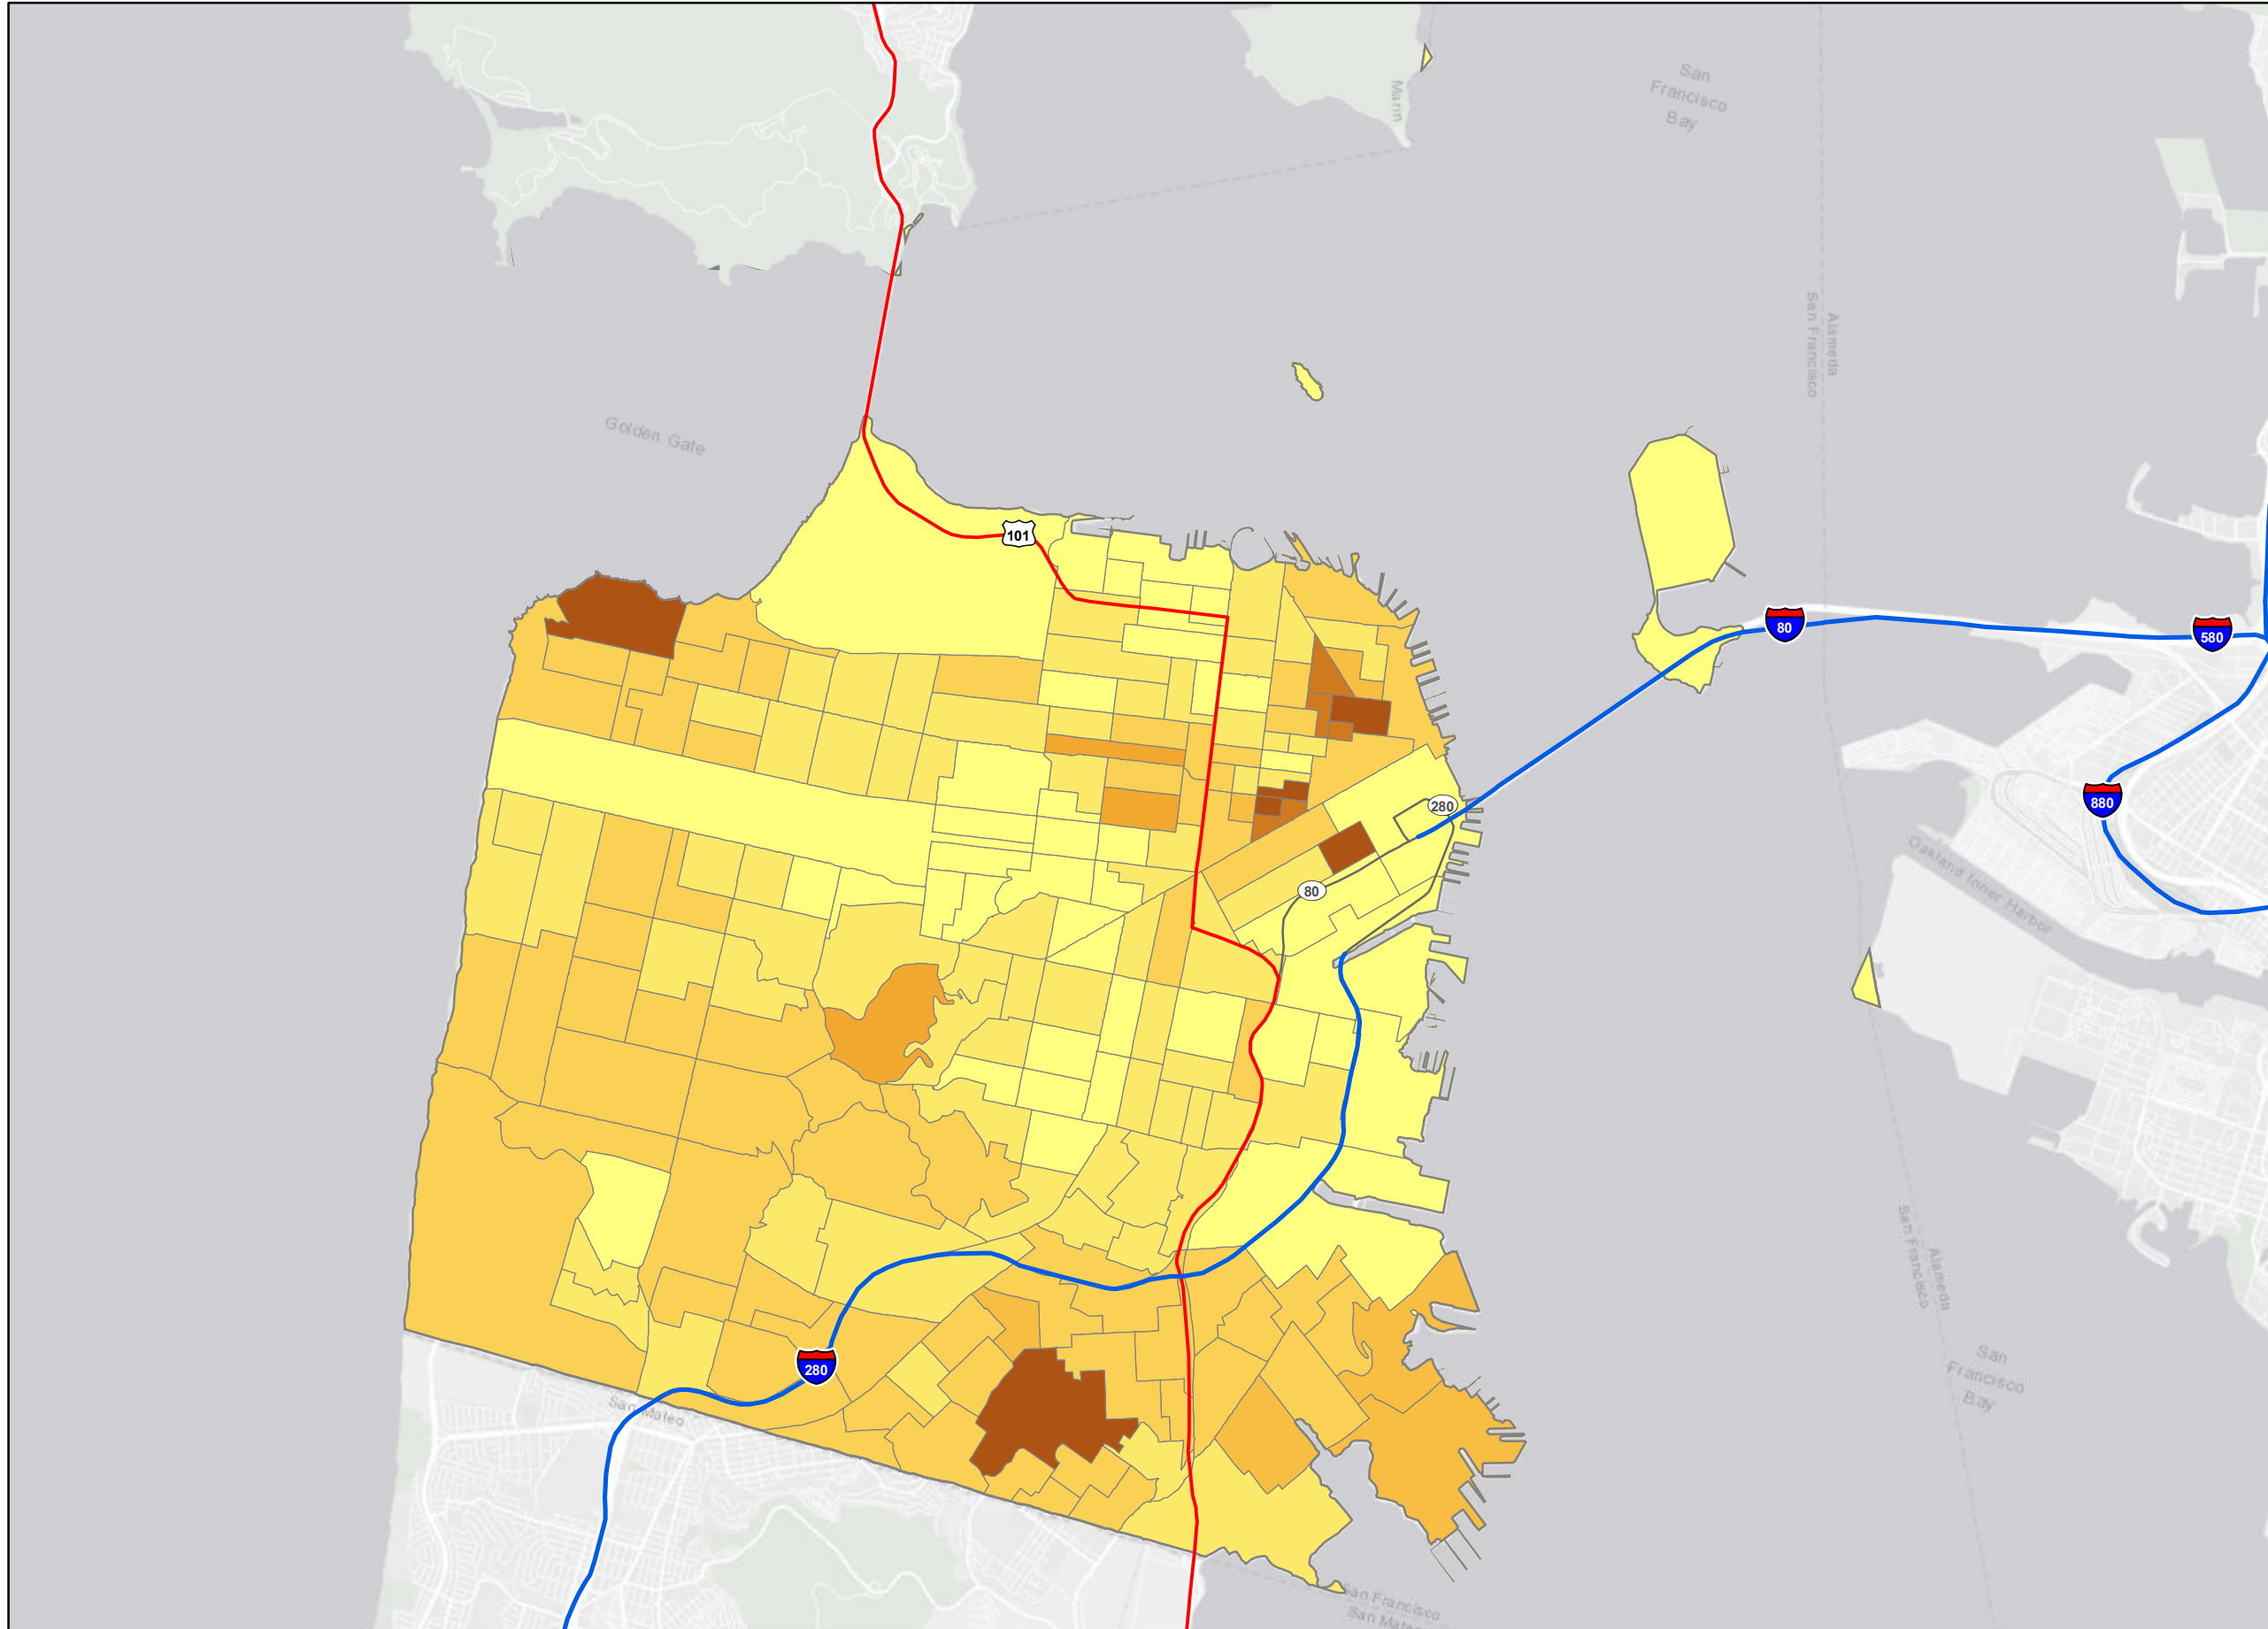 Marin
San
Francisco
Bay
Alameda
San Francisco
Golden Gate
101
80
580
280
880
80
Oakland Inner Harbor
San Francisco
Alameda
280
San
Francisco
Bay
San Mateo
San Francisco
San Mateo